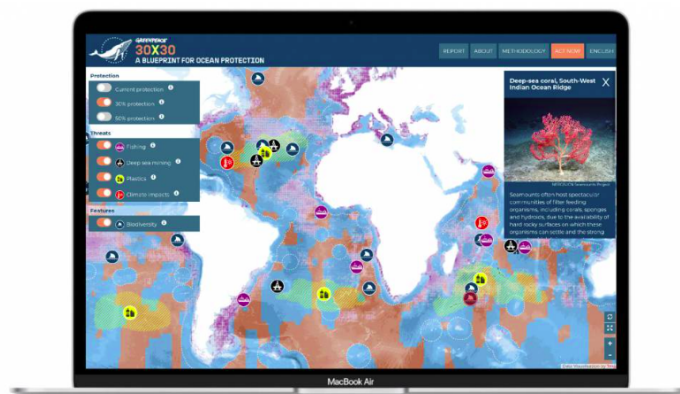 GREENPEACE
30X30
A BLUEPRINT FOR OCEAN PROTECTION
REPORT ABOUT METHODOLOGY ACT NOW ENGLISH
Protection
Current protection
30% protection
50% protection
Threats
Fishing
Deep sea mining
Plastics
Climate impacts
Features
Biodiversity
Deep-sea coral, South-West
Indian Ocean Ridge
X
Seamounts often host spectacular
communities of filter feeding
organisms, including corals, sponges
and hydroids, due to the availability of
hard rocky surfaces on which these
organisms can settle and the strong
MacBook Air